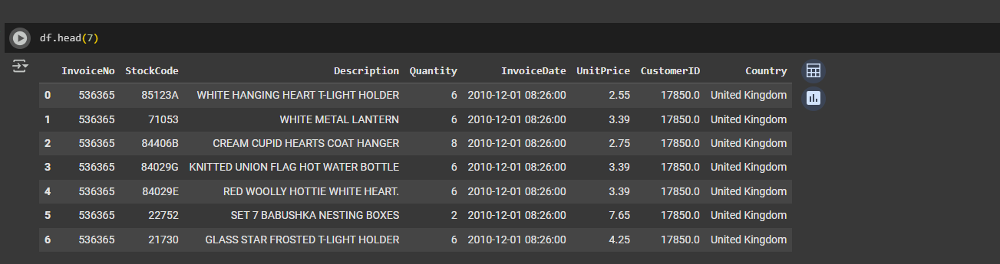 df.head(7)
InvoiceNo StockCode Description Quantity InvoiceDate UnitPrice CustomerID Country
0 536365 85123A WHITE HANGING HEART T-LIGHT HOLDER 6 2010-12-01 08:26:00 2.55 17850.0 United Kingdom
1 536365 71053 WHITE METAL LANTERN 6 2010-12-01 08:26:00 3.39 17850.0 United Kingdom
2 536365 84406B CREAM CUPID HEARTS COAT HANGER 8 2010-12-01 08:26:00 2.75 17850.0 United Kingdom
3 536365 84029G KNITTED UNION FLAG HOT WATER BOTTLE 6 2010-12-01 08:26:00 3.39 17850.0 United Kingdom
4 536365 84029E RED WOOLLY HOTTIE WHITE HEART. 6 2010-12-01 08:26:00 3.39 17850.0 United Kingdom
5 536365 22752 SET 7 BABUSHKA NESTING BOXES 2 2010-12-01 08:26:00 7.65 17850.0 United Kingdom
6 536365 21730 GLASS STAR FROSTED T-LIGHT HOLDER 6 2010-12-01 08:26:00 4.25 17850.0 United Kingdom